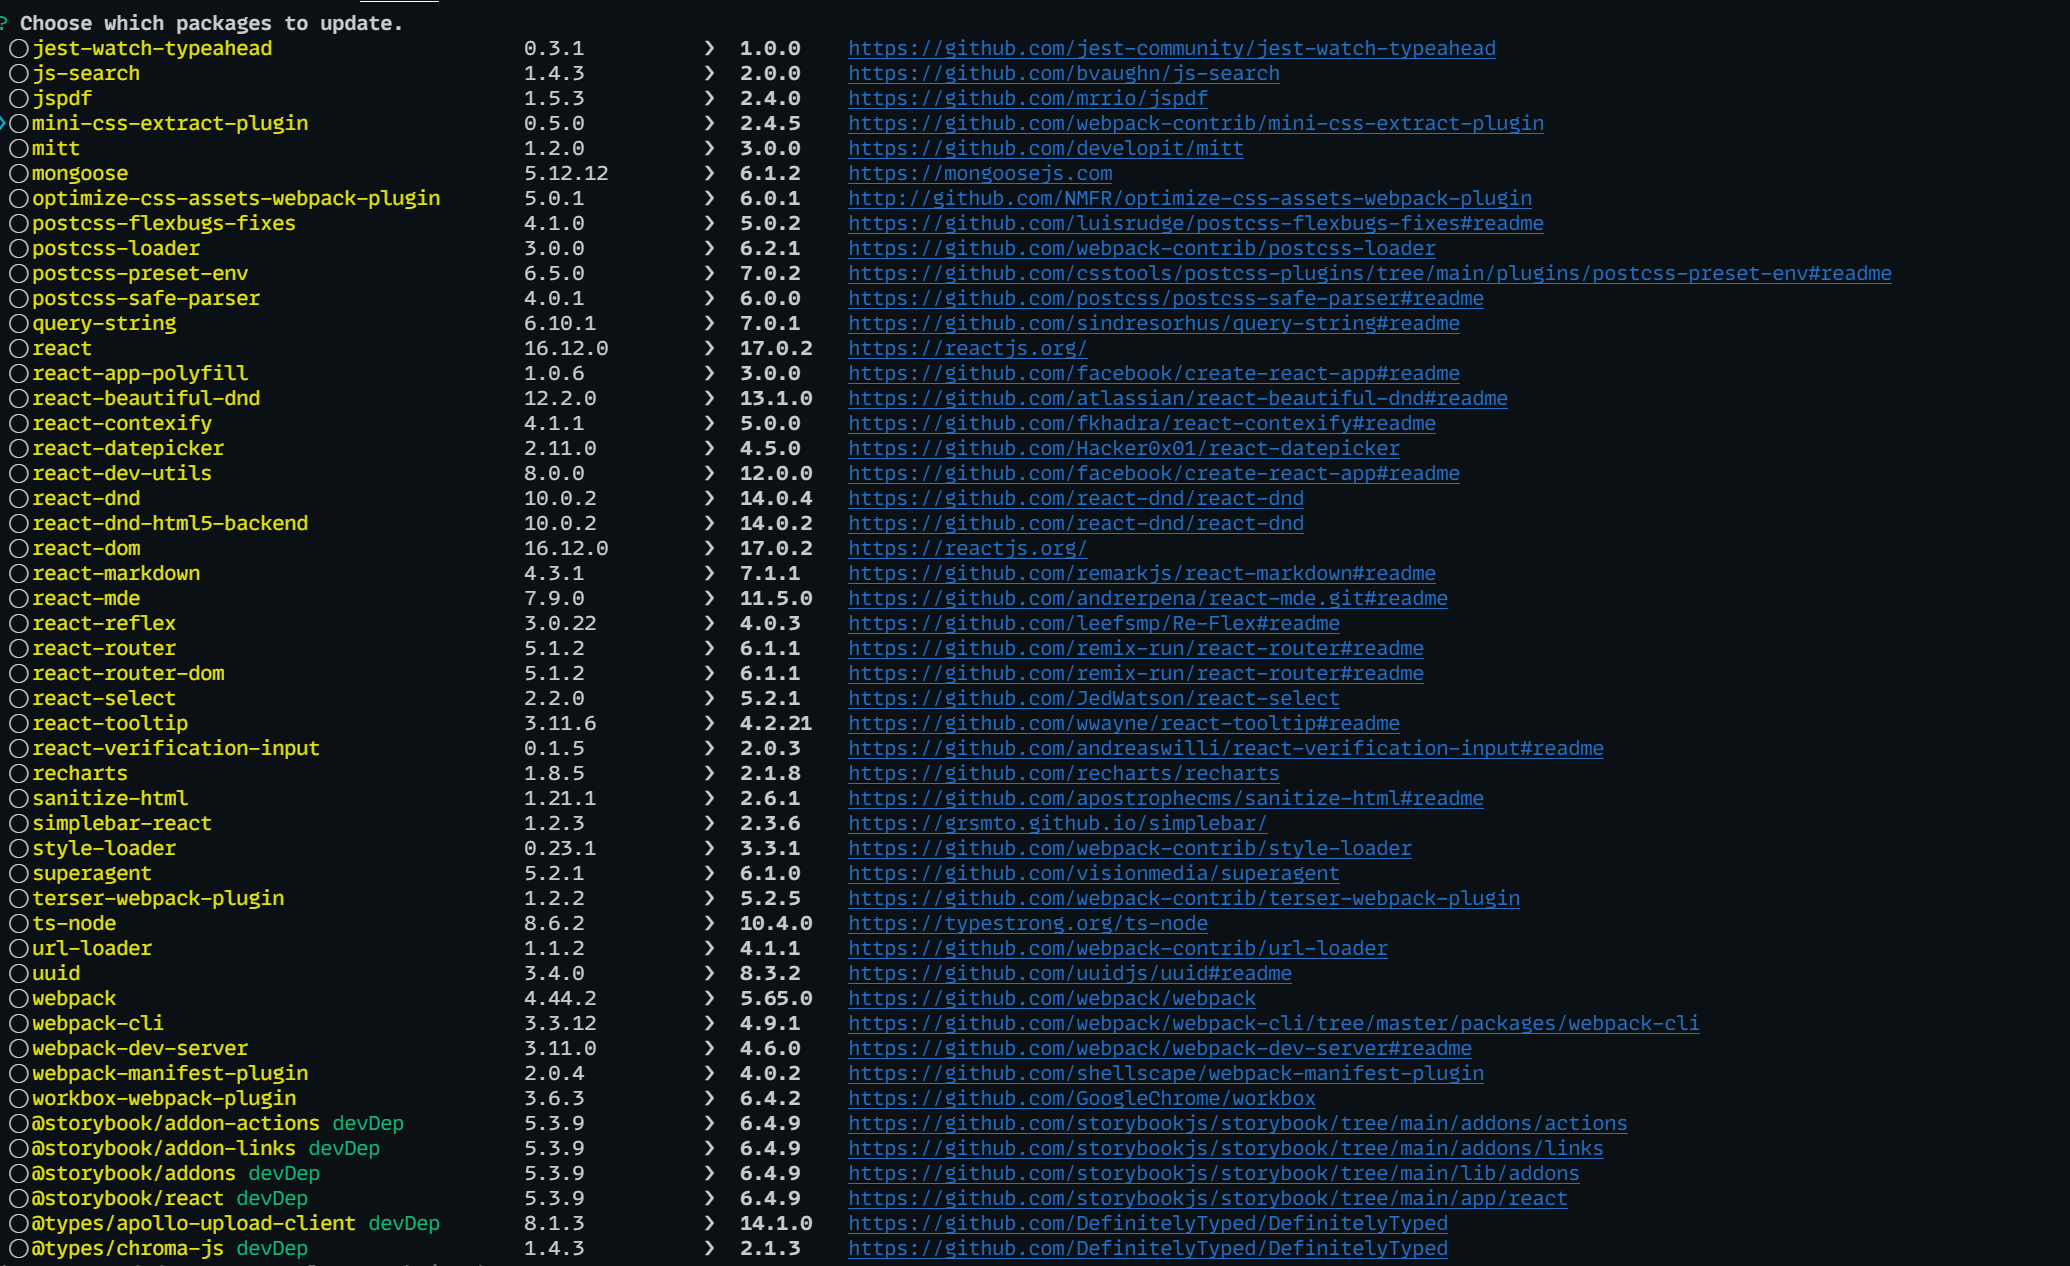 ? Choose which packages to update.
◯ jest-watch-typeahead 0.3.1 ❯ 1.0.0 https://github.com/jest-community/jest-watch-typeahead
◯ js-search 1.4.3 ❯ 2.0.0 https://github.com/bvaughn/js-search
◯ jspdf 1.5.3 ❯ 2.4.0 https://github.com/mrrio/jspdf
❯◯ mini-css-extract-plugin 0.5.0 ❯ 2.4.5 https://github.com/webpack-contrib/mini-css-extract-plugin
◯ mitt 1.2.0 ❯ 3.0.0 https://github.com/developit/mitt
◯ mongoose 5.12.12 ❯ 6.1.2 https://mongoosejs.com
◯ optimize-css-assets-webpack-plugin 5.0.1 ❯ 6.0.1 http://github.com/NMFR/optimize-css-assets-webpack-plugin
◯ postcss-flexbugs-fixes 4.1.0 ❯ 5.0.2 https://github.com/luisrudge/postcss-flexbugs-fixes#readme
◯ postcss-loader 3.0.0 ❯ 6.2.1 https://github.com/webpack-contrib/postcss-loader
◯ postcss-preset-env 6.5.0 ❯ 7.0.2 https://github.com/csstools/postcss-plugins/tree/main/plugins/postcss-preset-env#readme
◯ postcss-safe-parser 4.0.1 ❯ 6.0.0 https://github.com/postcss/postcss-safe-parser#readme
◯ query-string 6.10.1 ❯ 7.0.1 https://github.com/sindresorhus/query-string#readme
◯ react 16.12.0 ❯ 17.0.2 https://reactjs.org/
◯ react-app-polyfill 1.0.6 ❯ 3.0.0 https://github.com/facebook/create-react-app#readme
◯ react-beautiful-dnd 12.2.0 ❯ 13.1.0 https://github.com/atlassian/react-beautiful-dnd#readme
◯ react-contexify 4.1.1 ❯ 5.0.0 https://github.com/fkhadra/react-contexify#readme
◯ react-datepicker 2.11.0 ❯ 4.5.0 https://github.com/Hacker0x01/react-datepicker
◯ react-dev-utils 8.0.0 ❯ 12.0.0 https://github.com/facebook/create-react-app#readme
◯ react-dnd 10.0.2 ❯ 14.0.4 https://github.com/react-dnd/react-dnd
◯ react-dnd-html5-backend 10.0.2 ❯ 14.0.2 https://github.com/react-dnd/react-dnd
◯ react-dom 16.12.0 ❯ 17.0.2 https://reactjs.org/
◯ react-markdown 4.3.1 ❯ 7.1.1 https://github.com/remarkjs/react-markdown#readme
◯ react-mde 7.9.0 ❯ 11.5.0 https://github.com/andrerpena/react-mde.git#readme
◯ react-reflex 3.0.22 ❯ 4.0.3 https://github.com/leefsmp/Re-Flex#readme
◯ react-router 5.1.2 ❯ 6.1.1 https://github.com/remix-run/react-router#readme
◯ react-router-dom 5.1.2 ❯ 6.1.1 https://github.com/remix-run/react-router#readme
◯ react-select 2.2.0 ❯ 5.2.1 https://github.com/JedWatson/react-select
◯ react-tooltip 3.11.6 ❯ 4.2.21 https://github.com/wwayne/react-tooltip#readme
◯ react-verification-input 0.1.5 ❯ 2.0.3 https://github.com/andreaswilli/react-verification-input#readme
◯ recharts 1.8.5 ❯ 2.1.8 https://github.com/recharts/recharts
◯ sanitize-html 1.21.1 ❯ 2.6.1 https://github.com/apostrophecms/sanitize-html#readme
◯ simplebar-react 1.2.3 ❯ 2.3.6 https://grsmto.github.io/simplebar/
◯ style-loader 0.23.1 ❯ 3.3.1 https://github.com/webpack-contrib/style-loader
◯ superagent 5.2.1 ❯ 6.1.0 https://github.com/visionmedia/superagent
◯ terser-webpack-plugin 1.2.2 ❯ 5.2.5 https://github.com/webpack-contrib/terser-webpack-plugin
◯ ts-node 8.6.2 ❯ 10.4.0 https://typestrong.org/ts-node
◯ url-loader 1.1.2 ❯ 4.1.1 https://github.com/webpack-contrib/url-loader
◯ uuid 3.4.0 ❯ 8.3.2 https://github.com/uuidjs/uuid#readme
◯ webpack 4.44.2 ❯ 5.65.0 https://github.com/webpack/webpack
◯ webpack-cli 3.3.12 ❯ 4.9.1 https://github.com/webpack/webpack-cli/tree/master/packages/webpack-cli
◯ webpack-dev-server 3.11.0 ❯ 4.6.0 https://github.com/webpack/webpack-dev-server#readme
◯ webpack-manifest-plugin 2.0.4 ❯ 4.0.2 https://github.com/shellscape/webpack-manifest-plugin
◯ workbox-webpack-plugin 3.6.3 ❯ 6.4.2 https://github.com/GoogleChrome/workbox
◯ @storybook/addon-actions devDep 5.3.9 ❯ 6.4.9 https://github.com/storybookjs/storybook/tree/main/addons/actions
◯ @storybook/addon-links devDep 5.3.9 ❯ 6.4.9 https://github.com/storybookjs/storybook/tree/main/addons/links
◯ @storybook/addons devDep 5.3.9 ❯ 6.4.9 https://github.com/storybookjs/storybook/tree/main/lib/addons
◯ @storybook/react devDep 5.3.9 ❯ 6.4.9 https://github.com/storybookjs/storybook/tree/main/app/react
◯ @types/apollo-upload-client devDep 8.1.3 ❯ 14.1.0 https://github.com/DefinitelyTyped/DefinitelyTyped
◯ @types/chroma-js devDep 1.4.3 ❯ 2.1.3 https://github.com/DefinitelyTyped/DefinitelyTyped